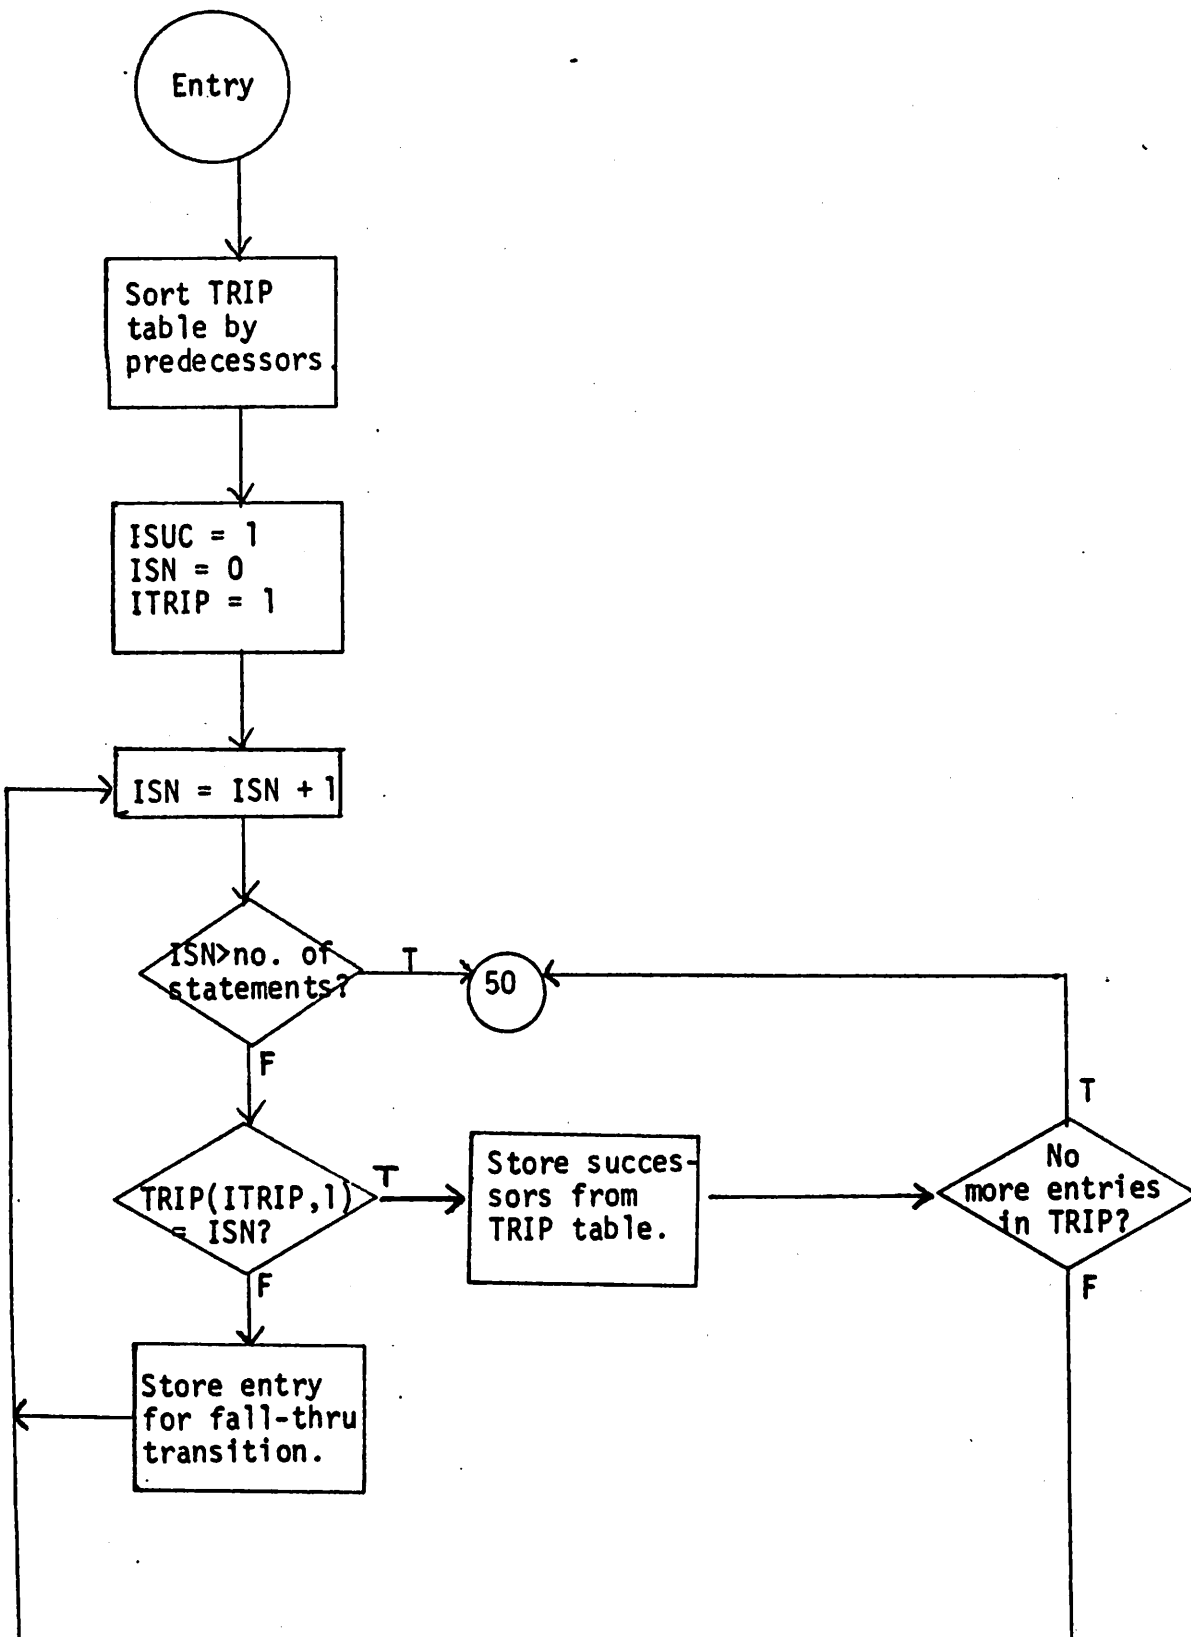 Entry
Sort TRIP
table by
predecessors.
ISUC = 1
ISN = 0
ITRIP = 1
ISN = ISN + 1
ISN>no. of
statements?
T
50
F
T
TRIP(ITRIP,1)
= ISN?
T
Store succes-
sors from
TRIP table.
No
more entries
in TRIP?
F
F
Store entry
for fall-thru
transition.